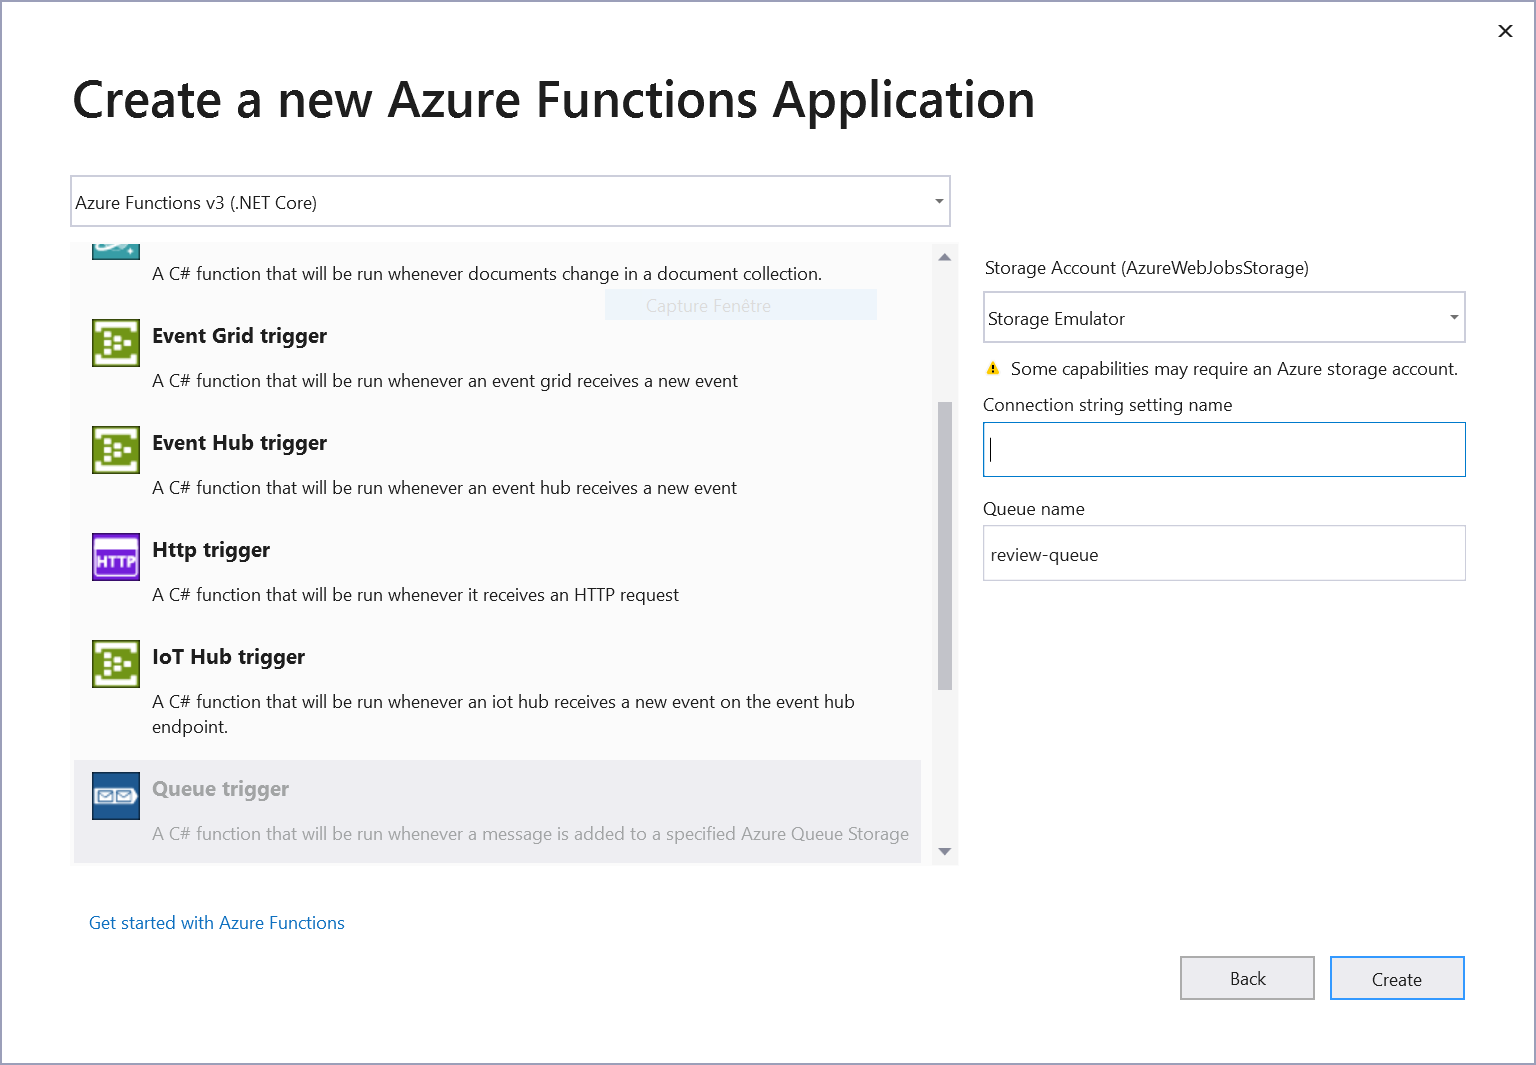 Create a new Azure Functions Application
Azure Functions v3 (.NET Core)
A C# function that will be run whenever documents change in a document collection.
Capture Fenêtre
Event Grid trigger
A C# function that will be run whenever an event grid receives a new event
Event Hub trigger
A C# function that will be run whenever an event hub receives a new event
HTTP
Http trigger
A C# function that will be run whenever it receives an HTTP request
IoT Hub trigger
A C# function that will be run whenever an iot hub receives a new event on the event hub
endpoint.
Queue trigger
A C# function that will be run whenever a message is added to a specified Azure Queue Storage
Storage Account (AzureWebJobsStorage)
Storage Emulator
Some capabilities may require an Azure storage account.
Connection string setting name
Queue name
review-queue
Get started with Azure Functions
Back
Create